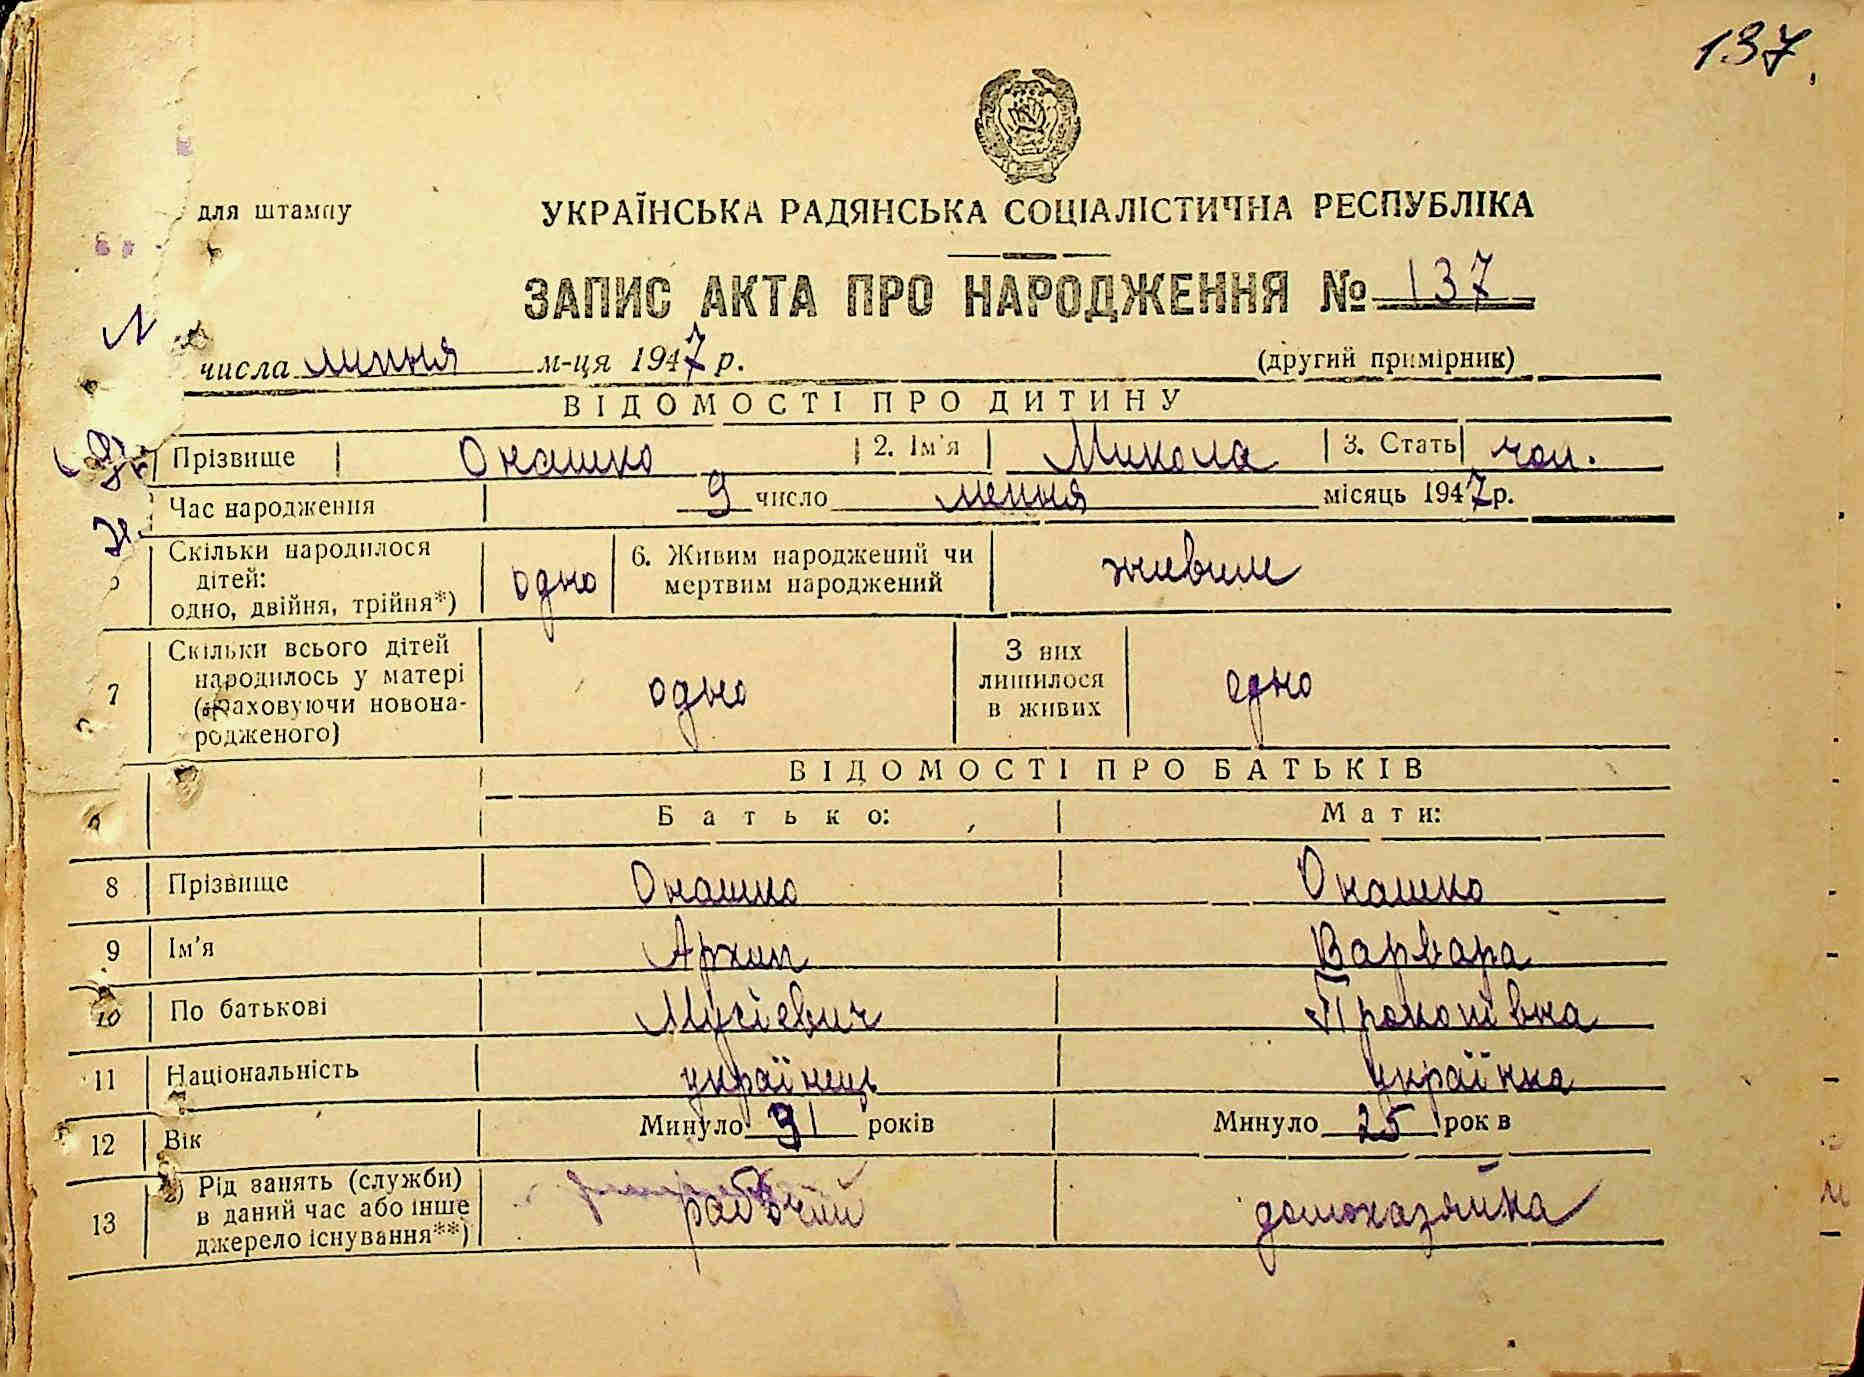 137.
для штампу
УКРАЇНСЬКА РАДЯНСЬКА СОЦІАЛІСТИЧНА РЕСПУБЛІКА
ЗАПИС АКТА ПРО НАРОДЖЕННЯ № 137
числа липня м-ця 1947 р. (другий примірник)
ВІДОМОСТІ ПРО ДИТИНУ
Прізвище Онашко 2. Ім'я Микола 3. Стать чол.
Час народження 9 число липня місяць 1947 р.
Скільки народилося дітей: одно, двійня, трійня*) одно 6. Живим народжений чи мертвим народжений живим
7 Скільки всього дітей народилось у матері (враховуючи новонародженого) одно З них лишилося в живих одно
ВІДОМОСТІ ПРО БАТЬКІВ
Батько: Мати:
8 Прізвище Онашко Онашко
9 Ім'я Архип Варвара
10 По батькові Мусієвич Прокопівна
11 Національність українець українка
12 Вік Минуло 31 років Минуло 25 рок в
13 Рід занять (служби) в даний час або інше джерело існування**) рабочий домохазяйка